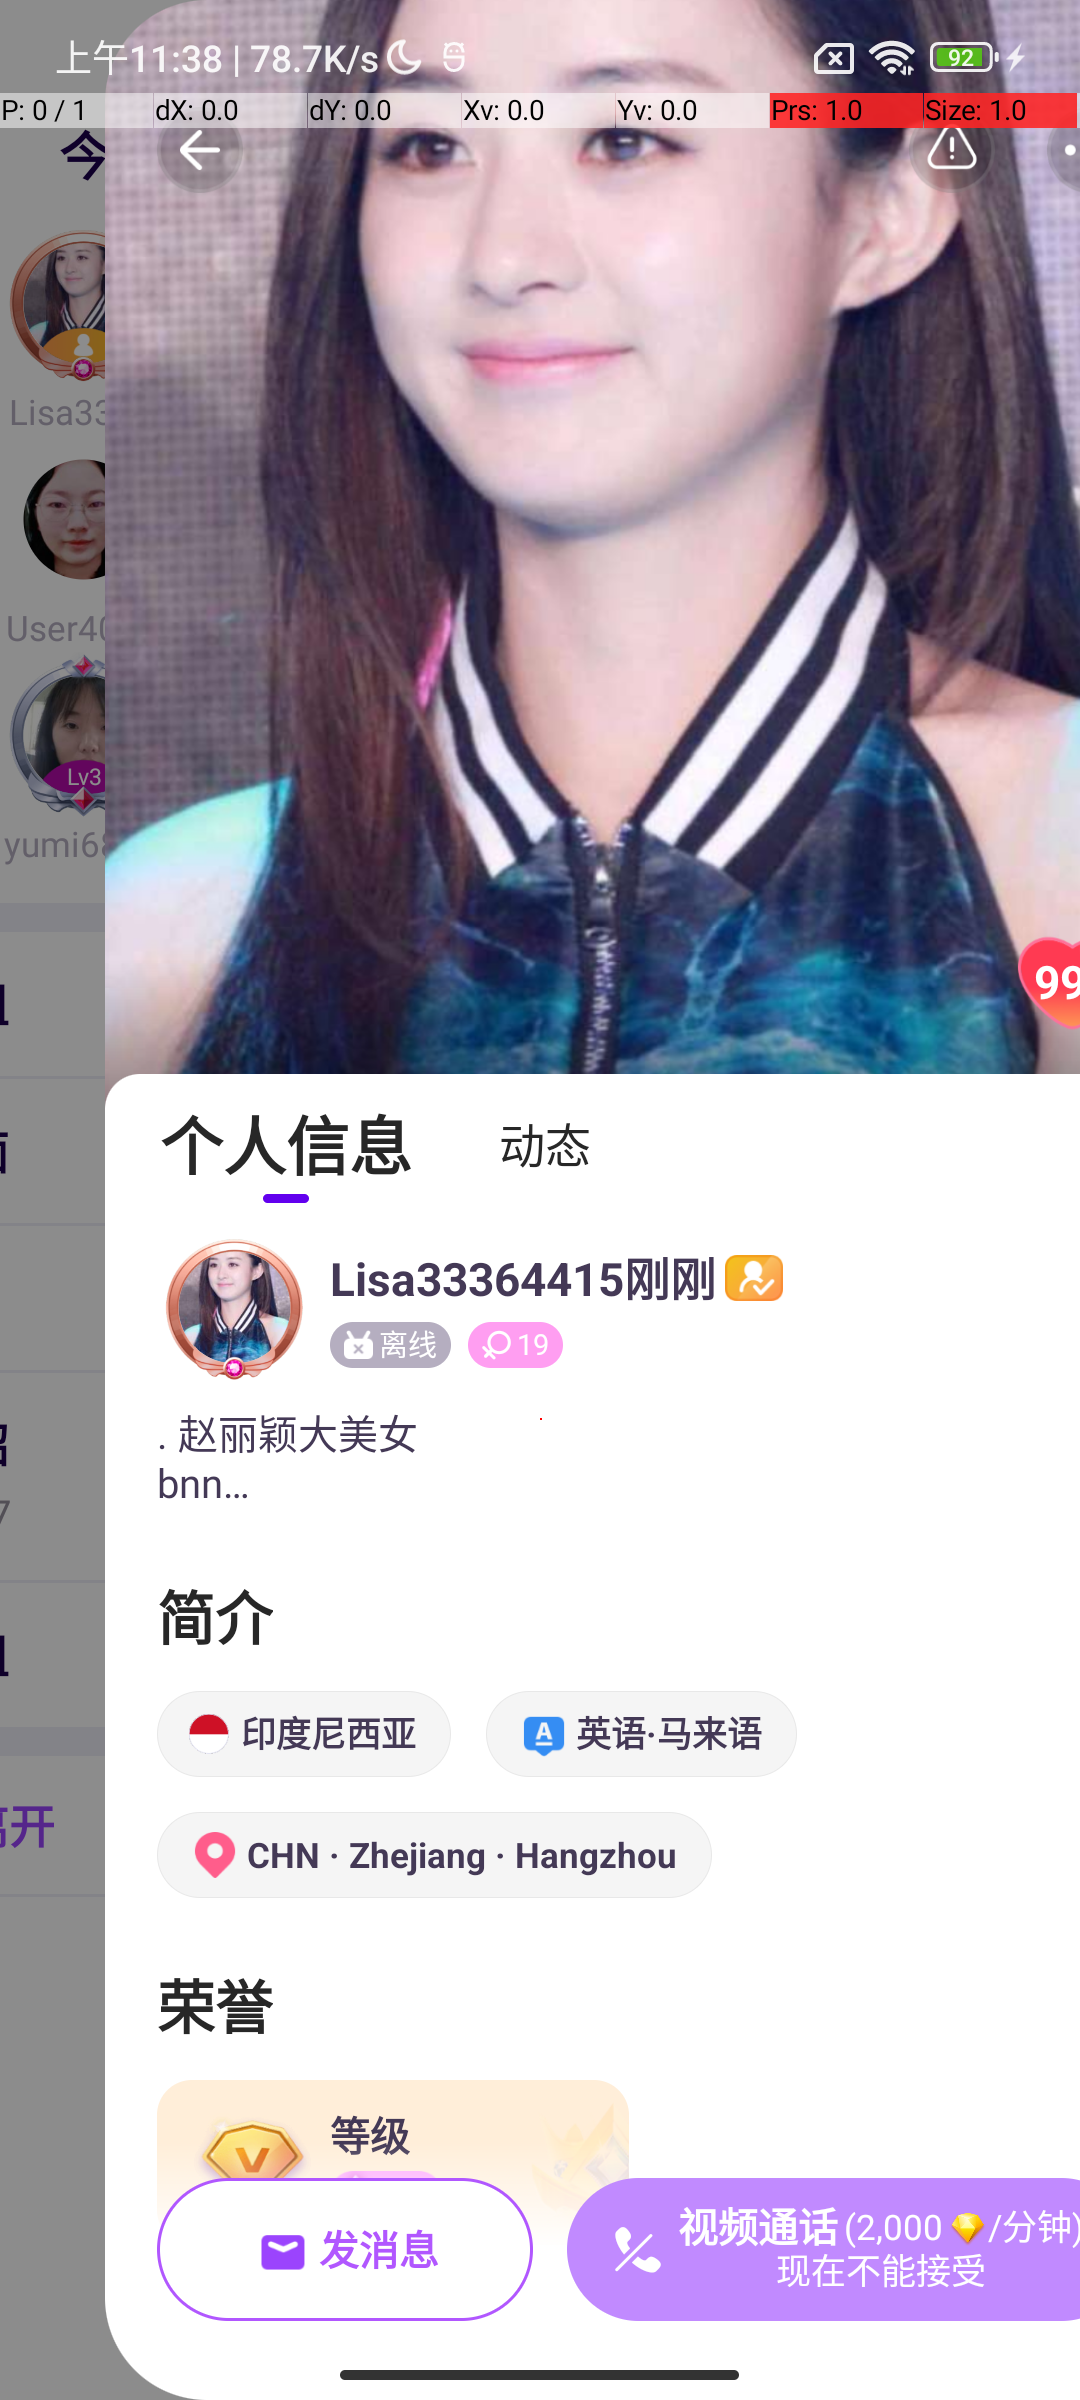 上午11:38 | 78.7K/s
92
P: 0 / 1
dX: 0.0
dY: 0.0
Xv: 0.0
Yv: 0.0
Prs: 1.0
Size: 1.0
今
Lisa33
User40
Lv3
yumi68
99
个人信息
动态
Lisa33364415刚刚
离线
19
. 赵丽颖大美女
bnn...
简介
印度尼西亚
英语·马来语
CHN · Zhejiang · Hangzhou
离开
荣誉
等级
发消息
视频通话(2,000 /分钟)
现在不能接受